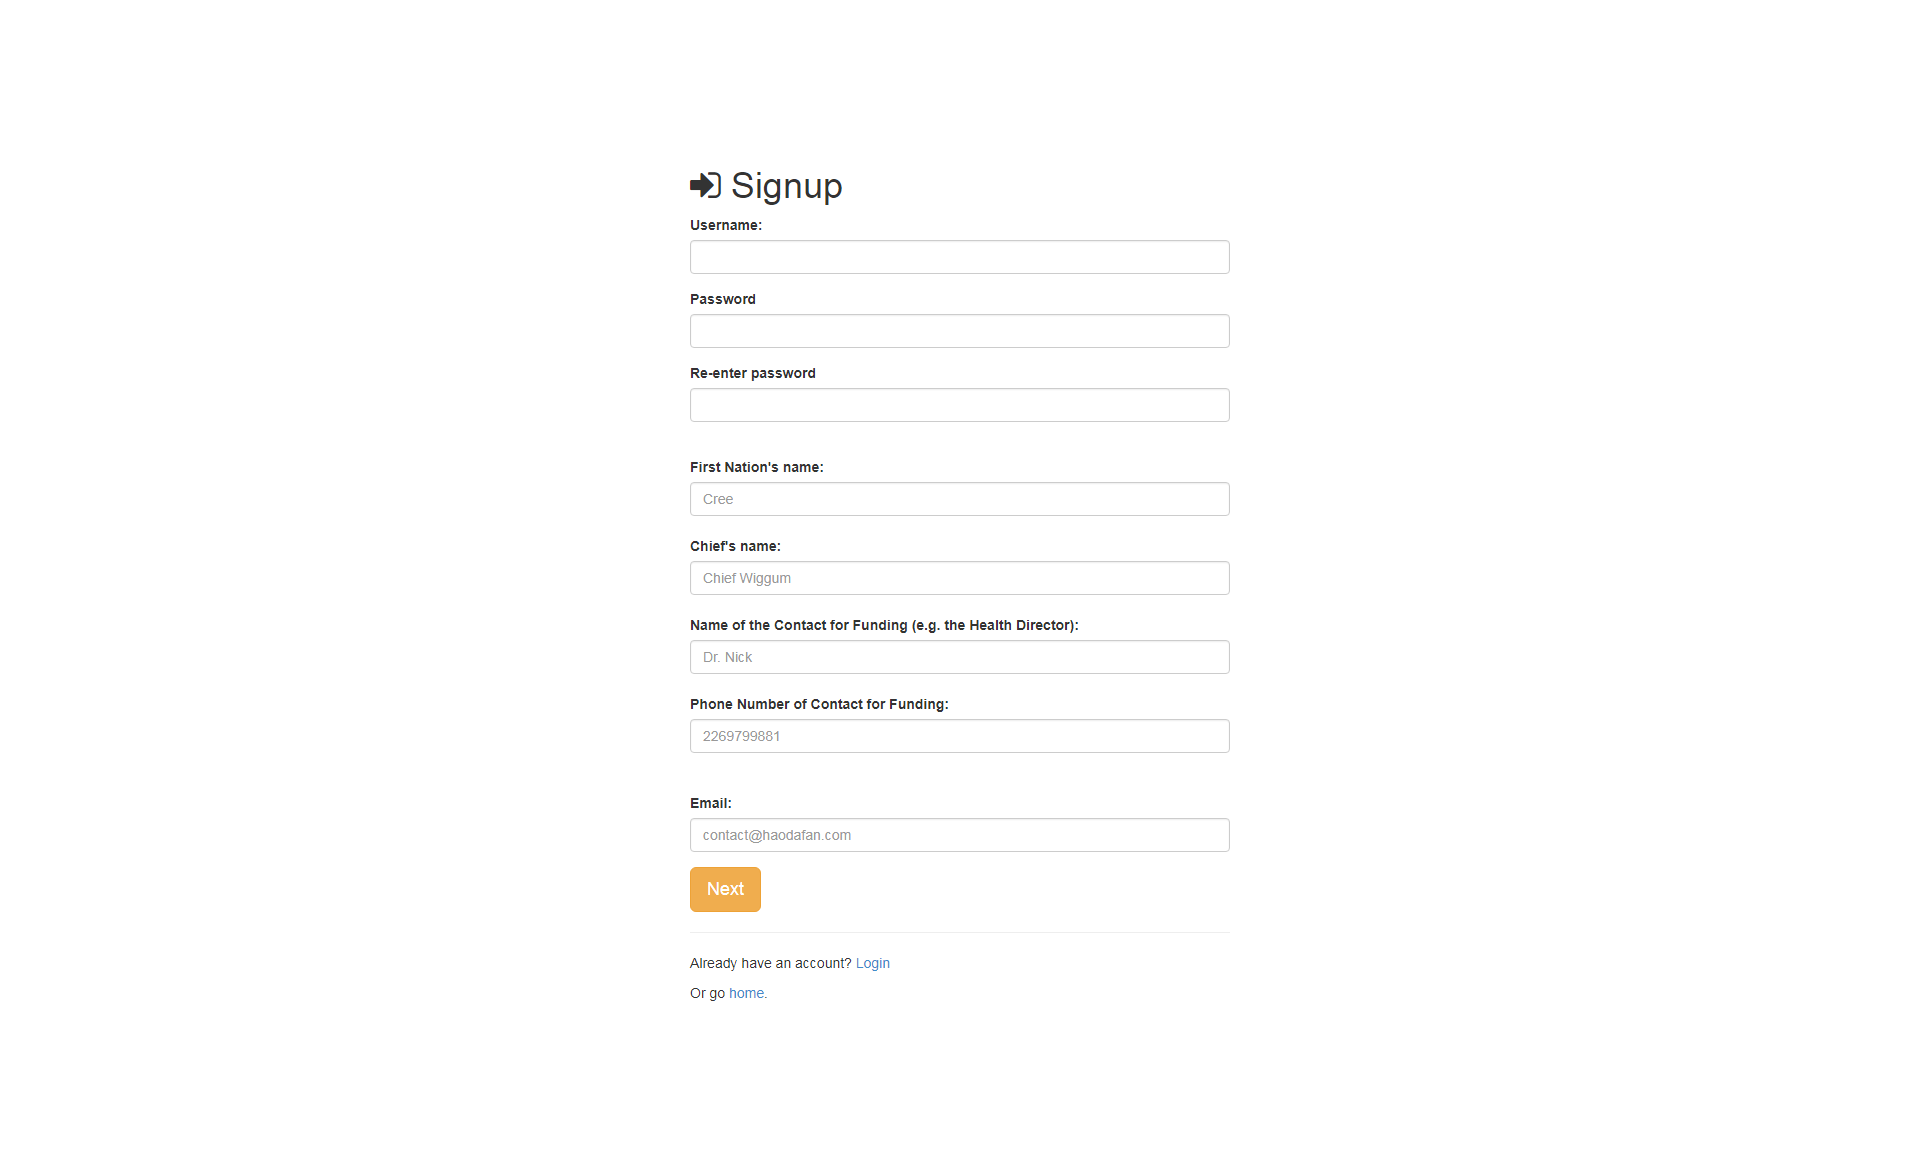 Signup
Username:
Password
Re-enter password
First Nation's name:
Cree
Chief's name:
Chief Wiggum
Name of the Contact for Funding (e.g. the Health Director):
Dr. Nick
Phone Number of Contact for Funding:
2269799881
Email:
contact@haodafan.com
Next
Already have an account? Login
Or go home.